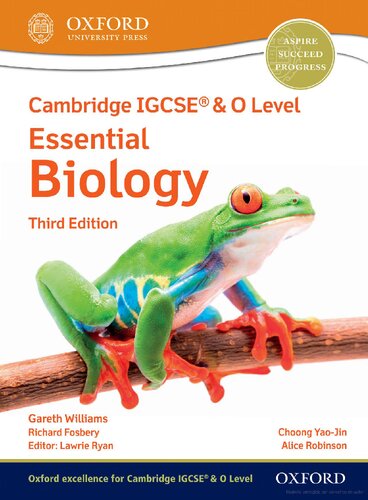 OXFORD
UNIVERSITY PRESS
ASPIRE
SUCCEED
PROGRESS
Cambridge IGCSE® & O Level
Essential
Biology
Third Edition
Gareth Williams
Richard Fosbery
Editor: Lawrie Ryan
Choong Yao-Jin
Alice Robinson
Oxford excellence for Cambridge IGCSE® & O Level
OXFORD